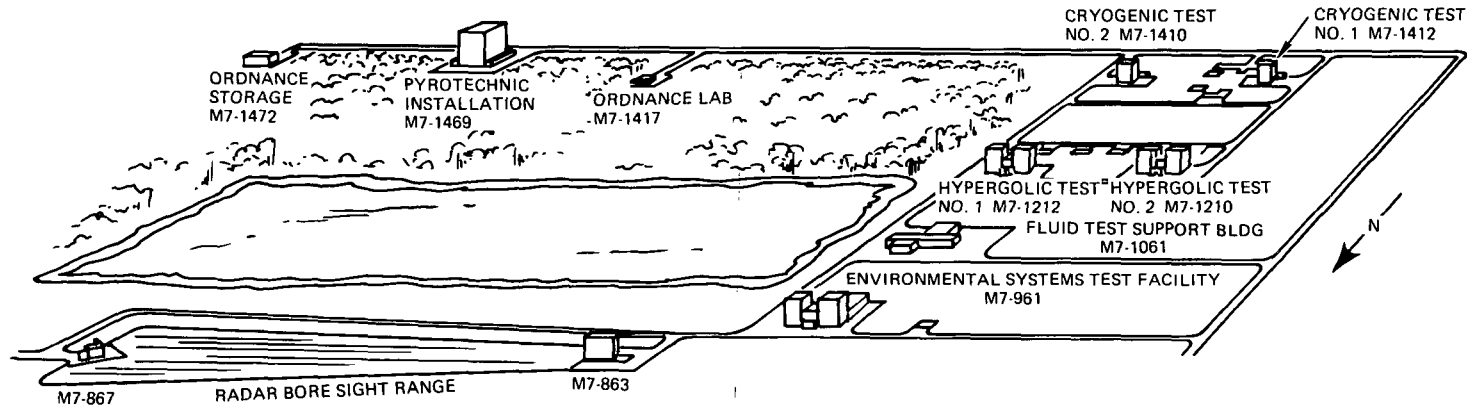 CRYOGENIC TEST
NO. 2 M7-1410
CRYOGENIC TEST
NO. 1 M7-1412
ORDNANCE
STORAGE
M7-1472
PYROTECHNIC
INSTALLATION
M7-1469
ORDNANCE LAB
M7-1417
HYPERGOLIC TEST
NO. 1 M7-1212
HYPERGOLIC TEST
NO. 2 M7-1210
FLUID TEST SUPPORT BLDG
M7-1061
N
ENVIRONMENTAL SYSTEMS TEST FACILITY
M7-961
M7-867
RADAR BORE SIGHT RANGE
M7-863